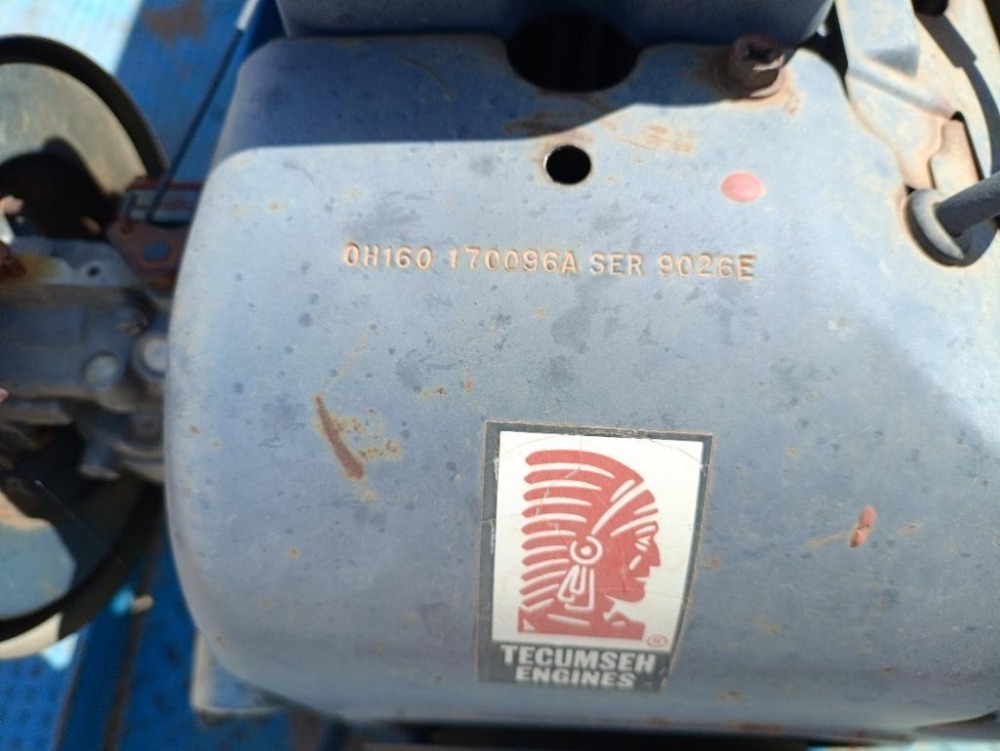 OH160 170096A SER 9026E
®
TECUMSEH
ENGINES